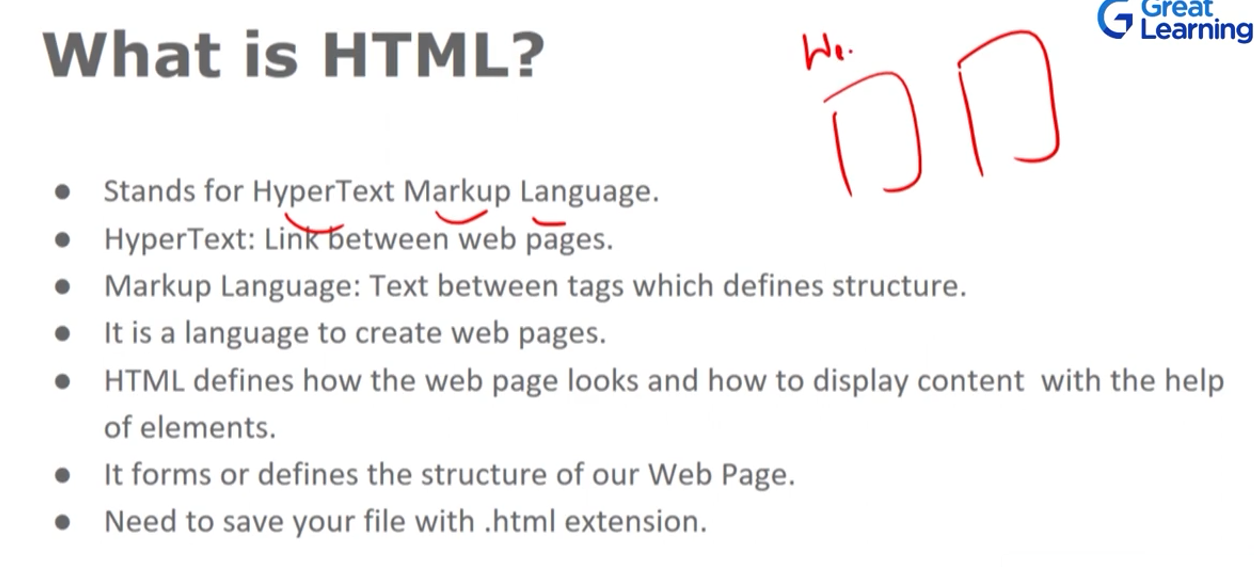 Great
Learning
What is HTML?
We.
● Stands for HyperText Markup Language.
● HyperText: Link between web pages.
● Markup Language: Text between tags which defines structure.
● It is a language to create web pages.
● HTML defines how the web page looks and how to display content with the help
of elements.
● It forms or defines the structure of our Web Page.
● Need to save your file with .html extension.